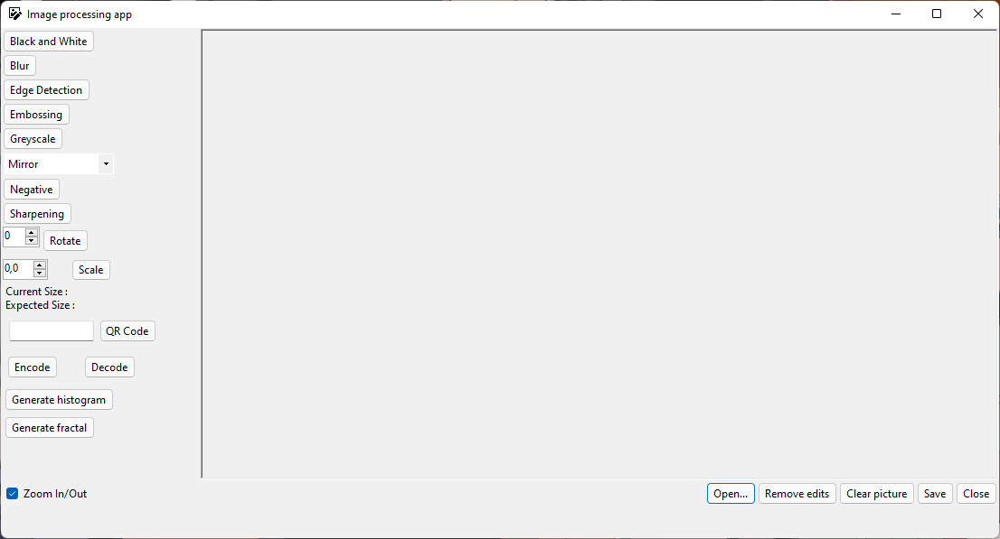 Image processing app
Black and White
Blur
Edge Detection
Embossing
Greyscale
Mirror
Negative
Sharpening
0 Rotate
0,0 Scale
Current Size :
Expected Size :
QR Code
Encode Decode
Generate histogram
Generate fractal
Zoom In/Out Open... Remove edits Clear picture Save Close